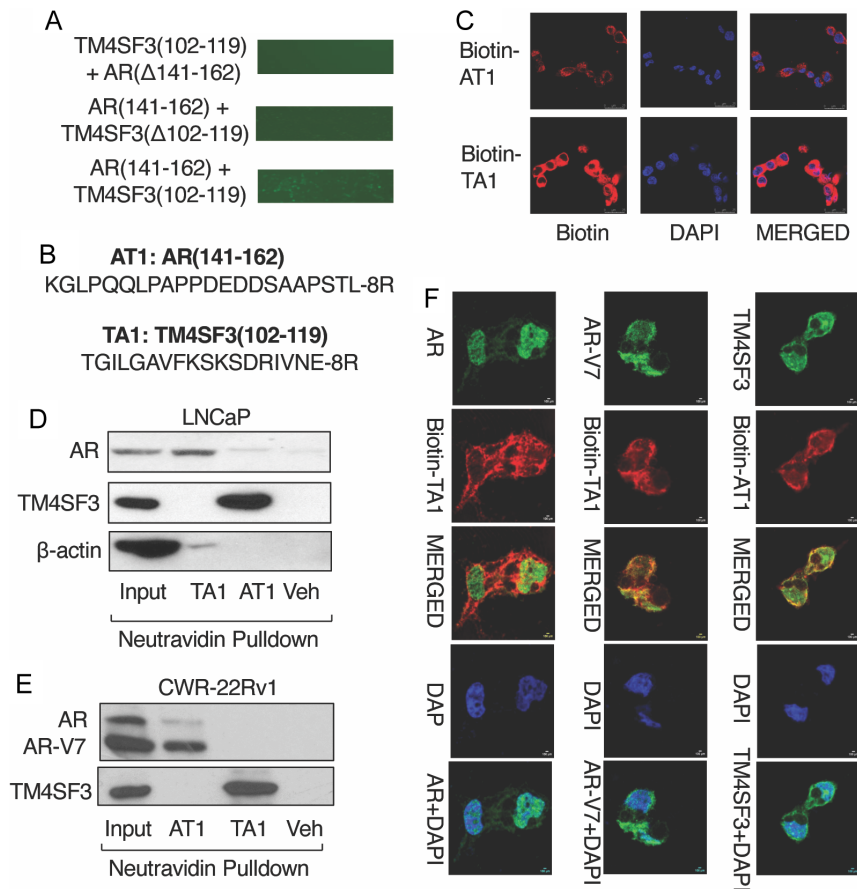 A
TM4SF3(102-119)
+ AR(Δ141-162)
AR(141-162) +
TM4SF3(Δ102-119)
AR(141-162) +
TM4SF3(102-119)
B
AT1: AR(141-162)
KGLPQQLPAPPDEDDSAAPSTL-8R
TA1: TM4SF3(102-119)
TGILGAVFKSKSDRIVNE-8R
C
Biotin-
AT1
Biotin-
TA1
Biotin DAPI MERGED
D
LNCaP
AR
TM4SF3
β-actin
Input TA1 AT1 Veh
Neutravidin Pulldown
E
CWR-22Rv1
AR
AR-V7
TM4SF3
Input AT1 TA1 Veh
Neutravidin Pulldown
F
AR
Biotin-TA1
MERGED
DAP
AR+DAPI
AR-V7
Biotin-TA1
MERGED
DAPI
AR-V7+DAPI
TM4SF3
Biotin-AT1
MERGED
DAPI
TM4SF3+DAPI